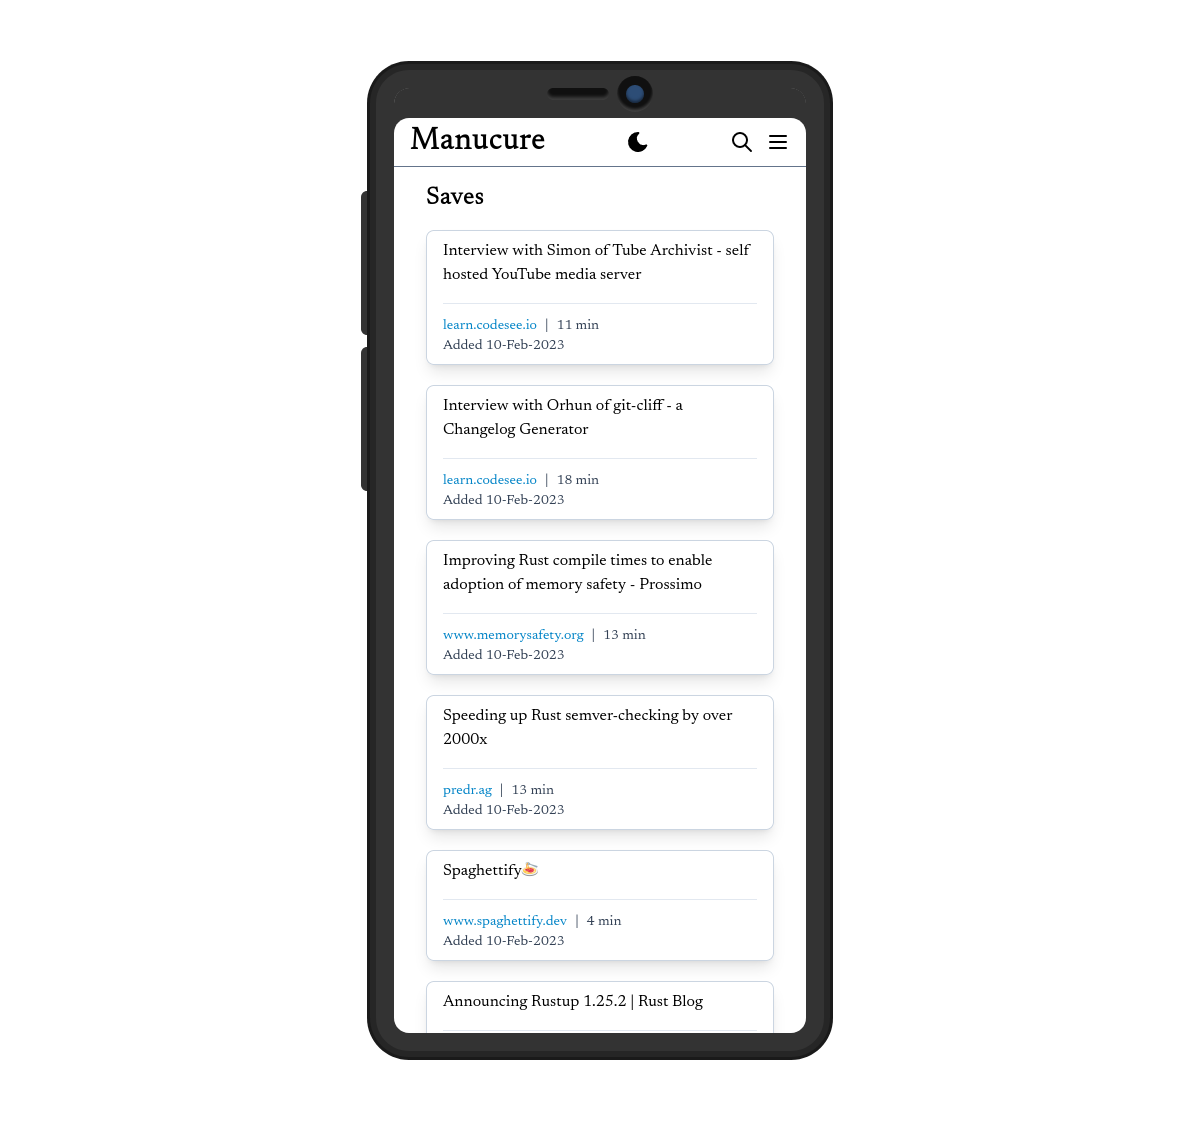 Manucure
Saves
Interview with Simon of Tube Archivist - self
hosted YouTube media server
learn.codesee.io | 11 min
Added 10-Feb-2023
Interview with Orhun of git-cliff - a
Changelog Generator
learn.codesee.io | 18 min
Added 10-Feb-2023
Improving Rust compile times to enable
adoption of memory safety - Prossimo
www.memorysafety.org | 13 min
Added 10-Feb-2023
Speeding up Rust semver-checking by over
2000x
predr.ag | 13 min
Added 10-Feb-2023
Spaghettify🍝
www.spaghettify.dev | 4 min
Added 10-Feb-2023
Announcing Rustup 1.25.2 | Rust Blog